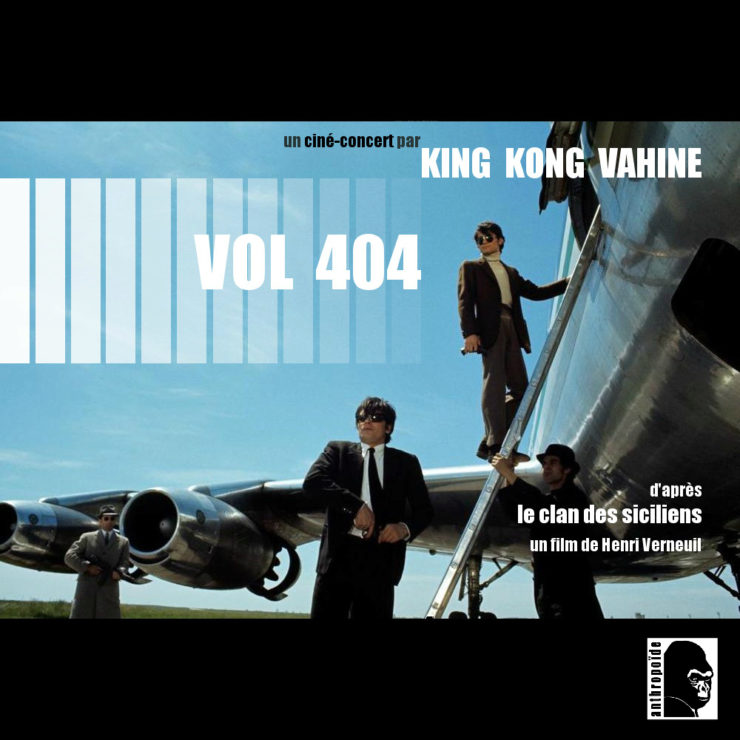 un ciné-concert par
KING KONG VAHINE
VOL 404
d'après
le clan des siciliens
un film de Henri Verneuil
anthropoïde